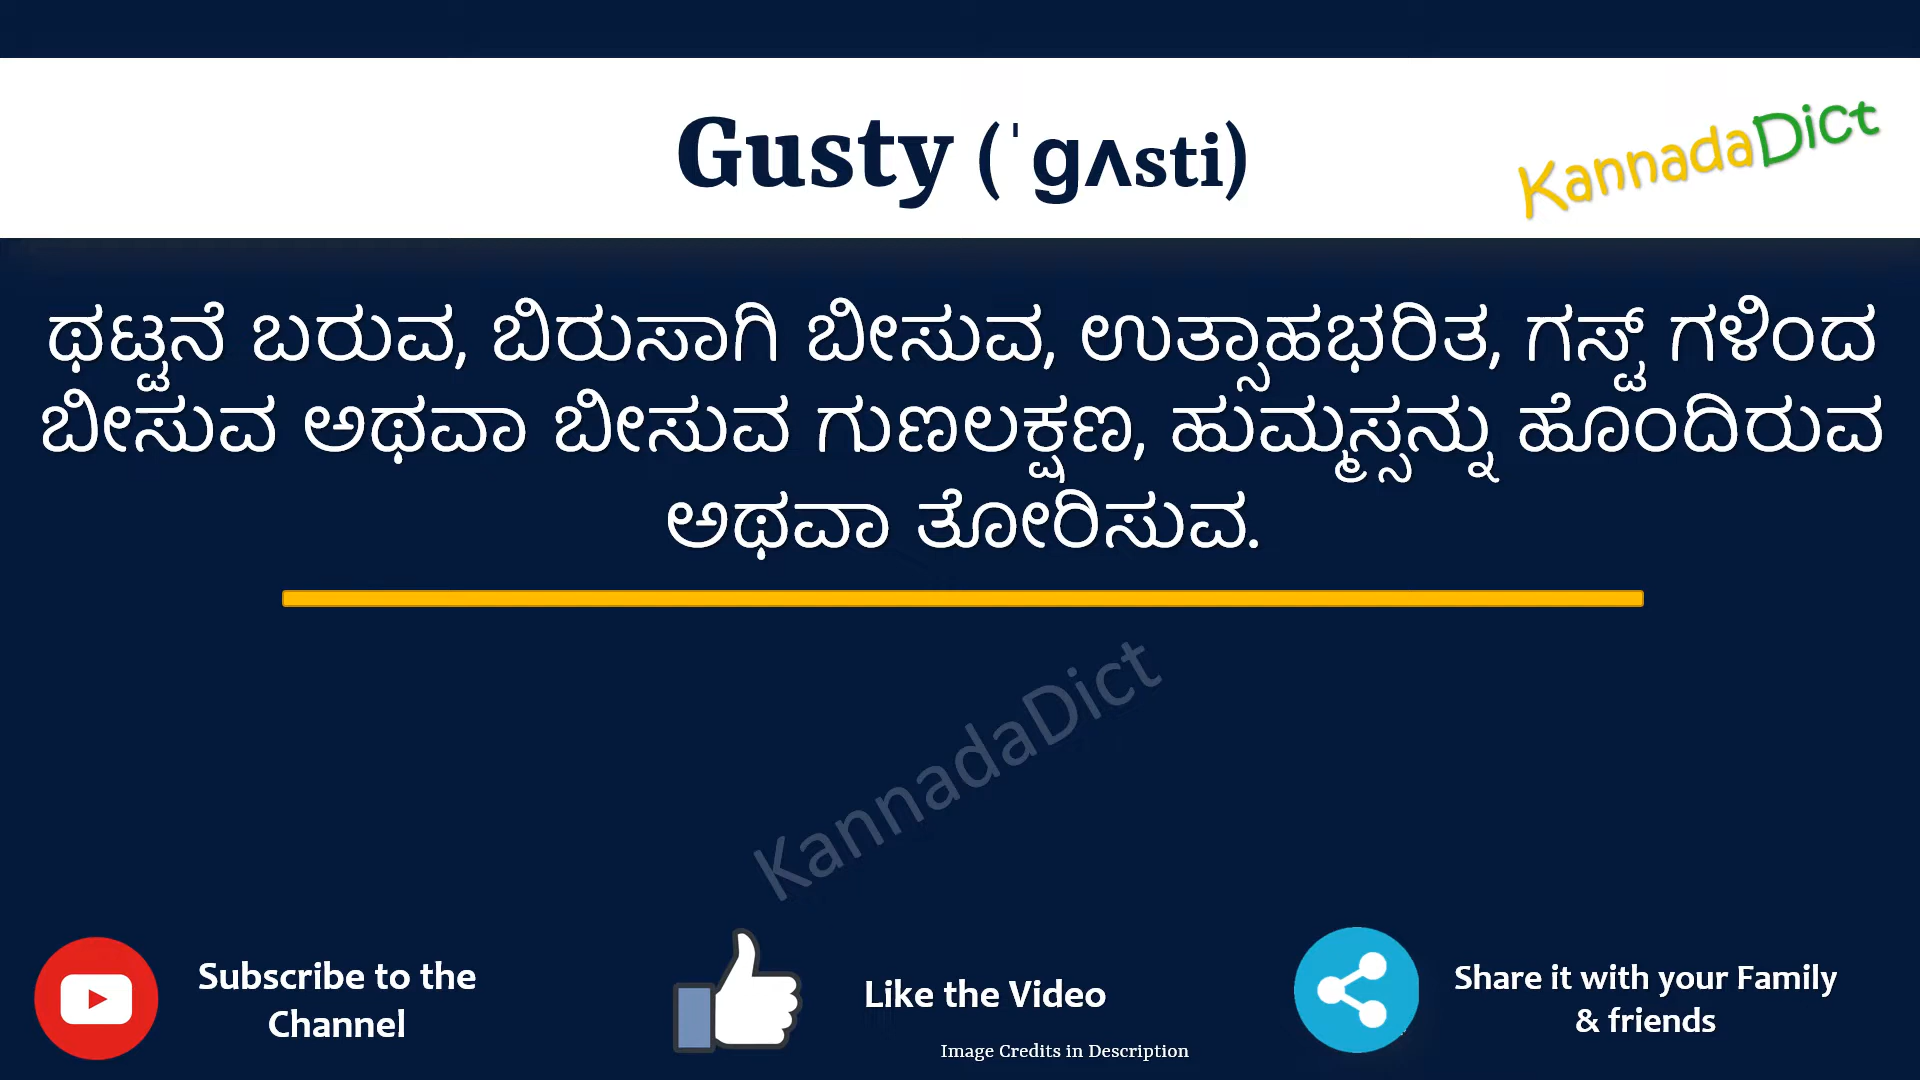 Gusty (ˈɡʌsti)
KannadaDict
ಥಟ್ಟನೆ ಬರುವ, ಬಿರುಸಾಗಿ ಬೀಸುವ, ಉತ್ಸಾಹಭರಿತ, ಗಸ್ಟ್ ಗಳಿಂದ
ಬೀಸುವ ಅಥವಾ ಬೀಸುವ ಗುಣಲಕ್ಷಣ, ಹುಮ್ಮಸ್ಸನ್ನು ಹೊಂದಿರುವ
ಅಥವಾ ತೋರಿಸುವ.
KannadaDict
Subscribe to the
Channel
Like the Video
Share it with your Family
& friends
Image Credits in Description